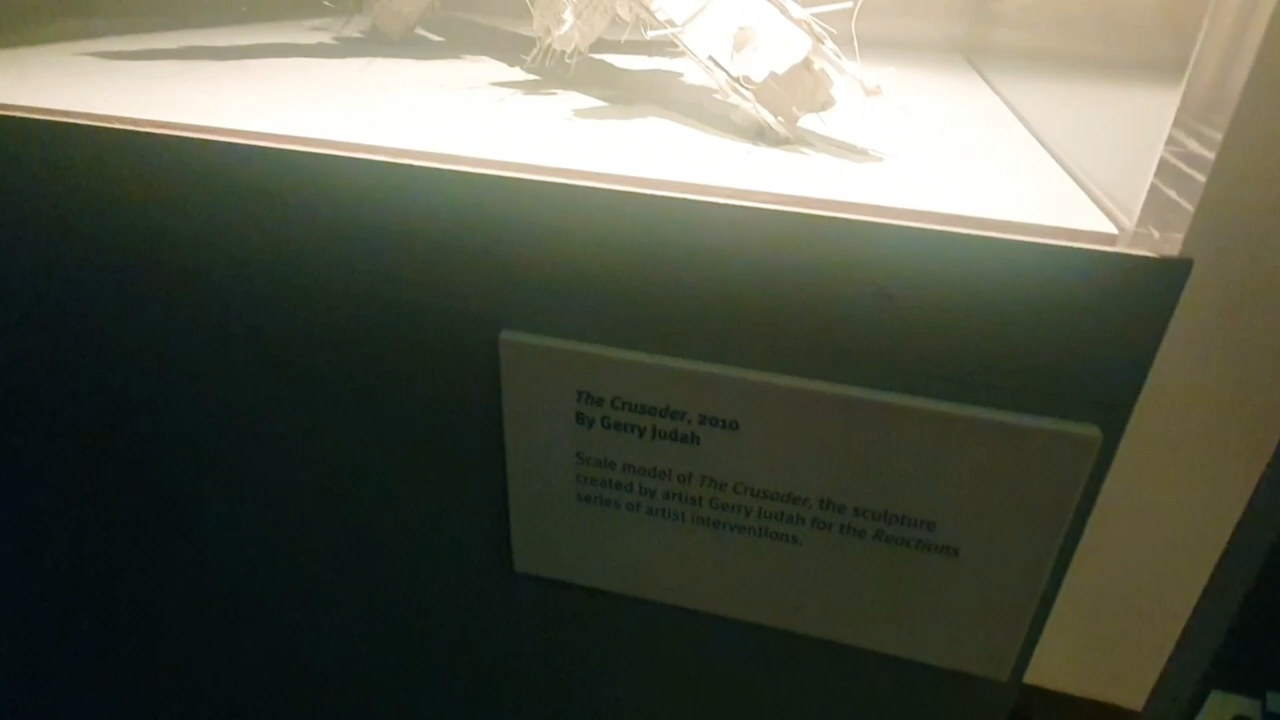 The Crusader, 2010
By Gerry Judah
Scale model of The Crusader, the sculpture
created by artist Gerry Judah for the Reactions
series of artist interventions.